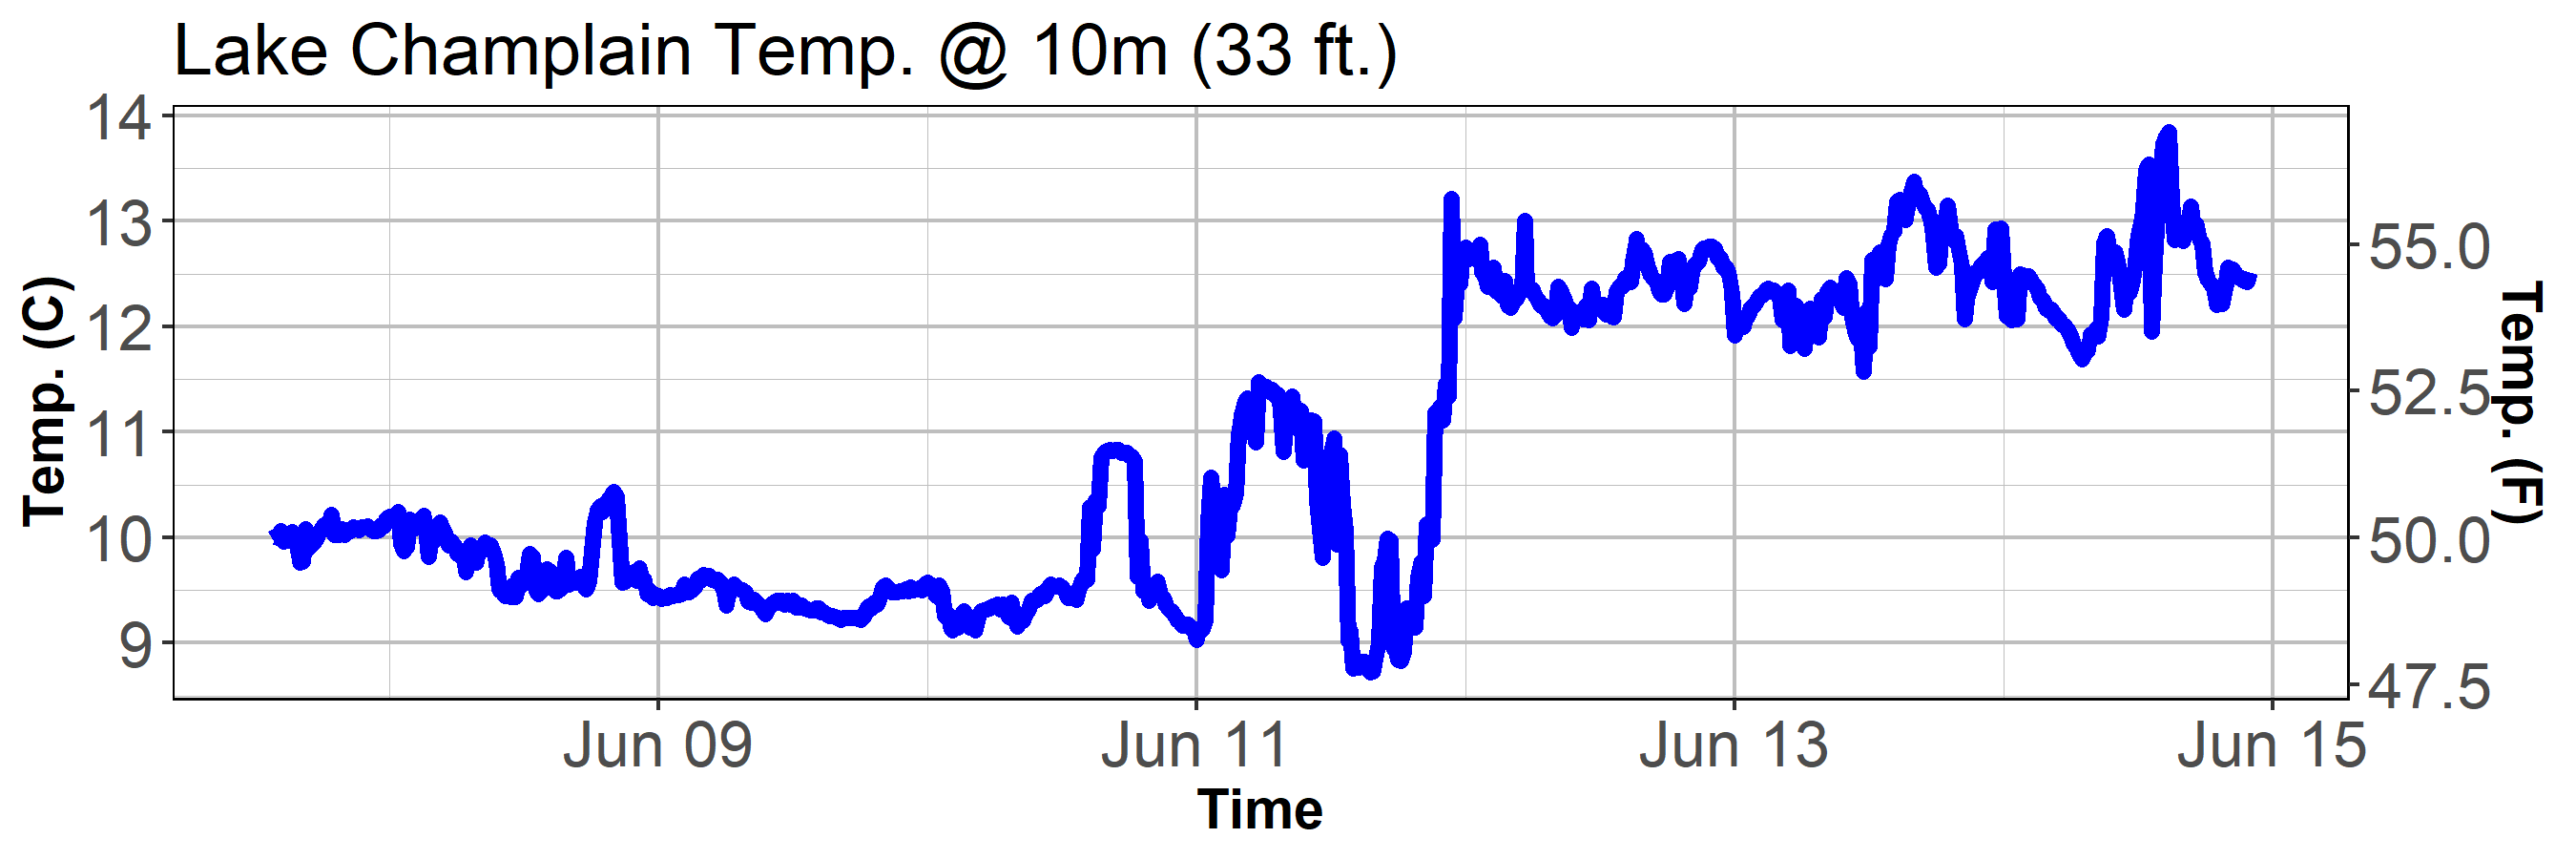 Lake Champlain Temp. @ 10m (33 ft.)
14
13
12
11
10
9
Temp. (C)
55.0
52.5
50.0
47.5
Temp. (F)
Jun 09
Jun 11
Jun 13
Jun 15
Time